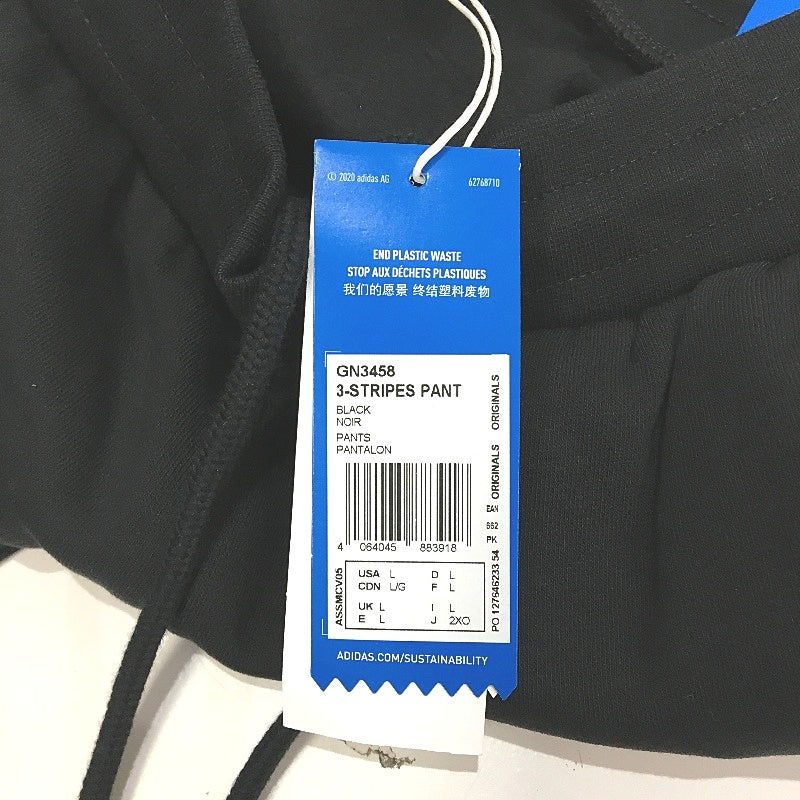 © 2020 adidas AG
62768710
END PLASTIC WASTE
STOP AUX DÉCHETS PLASTIQUES
我们的愿景 终结塑料废物
GN3458
3-STRIPES PANT
BLACK
NOIR
PANTS
PANTALON
4 064045 883918
ORIGINALS
ORIGINALS
EAN
662
PK
PO 127646233 54
ASSMCV05
USA L D L
CDN L/G F L
UK L I L
E L J 2XO
ADIDAS.COM/SUSTAINABILITY